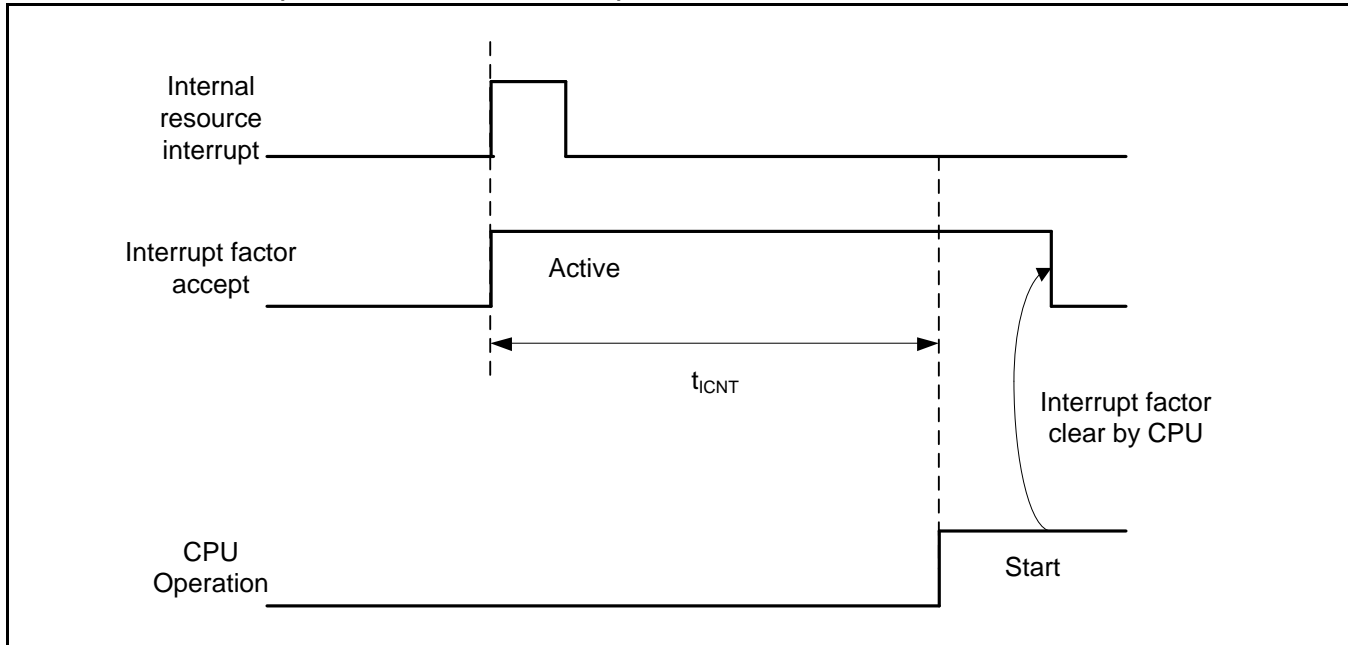 Internal
resource
interrupt
Interrupt factor
accept
Active
tICNT
Interrupt factor
clear by CPU
CPU
Operation
Start